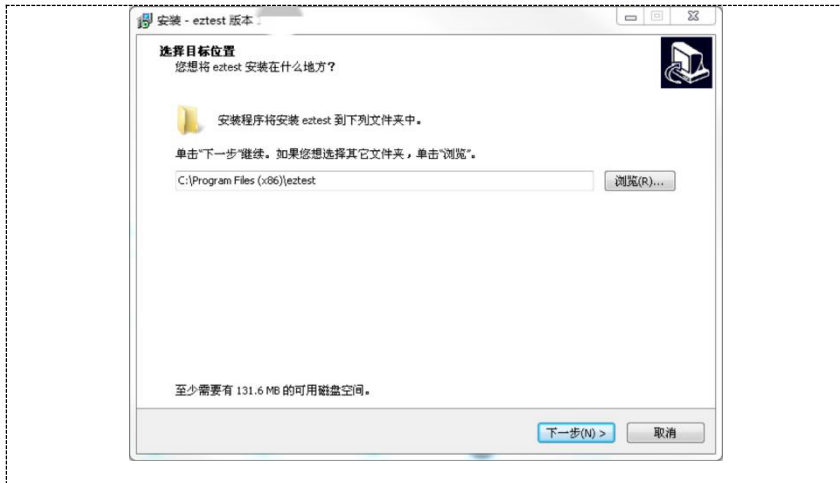 安装 - eztest 版本
选择目标位置
您想将 eztest 安装在什么地方？
安装程序将安装 eztest 到下列文件夹中。
单击“下一步”继续。如果您想选择其它文件夹，单击“浏览”。
C:\Program Files (x86)\eztest
浏览(R)...
至少需要有 131.6 MB 的可用磁盘空间。
下一步(N) >
取消